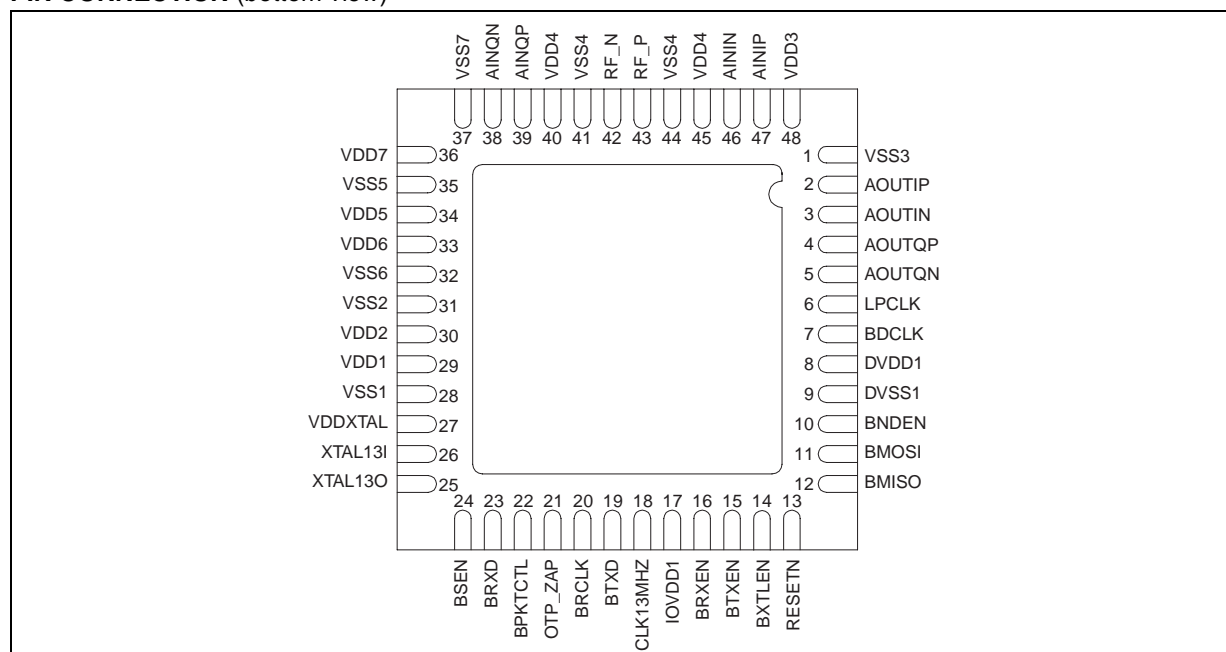 VSS7 AINQN AINQP VDD4 VSS4 RF_N RF_P VSS4 VDD4 AININ AINIP VDD3
37 38 39 40 41 42 43 44 45 46 47 48
VDD7 36 1 VSS3
VSS5 35 2 AOUTIP
VDD5 34 3 AOUTIN
VDD6 33 4 AOUTQP
VSS6 32 5 AOUTQN
VSS2 31 6 LPCLK
VDD2 30 7 BDCLK
VDD1 29 8 DVDD1
VSS1 28 9 DVSS1
VDDXTAL 27 10 BNDEN
XTAL13I 26 11 BMOSI
XTAL13O 25 12 BMISO
24 23 22 21 20 19 18 17 16 15 14 13
BSEN BRXD BPKTCTL OTP_ZAP BRCLK BTXD CLK13MHZ IOVDD1 BRXEN BTXEN BXTLEN RESETN